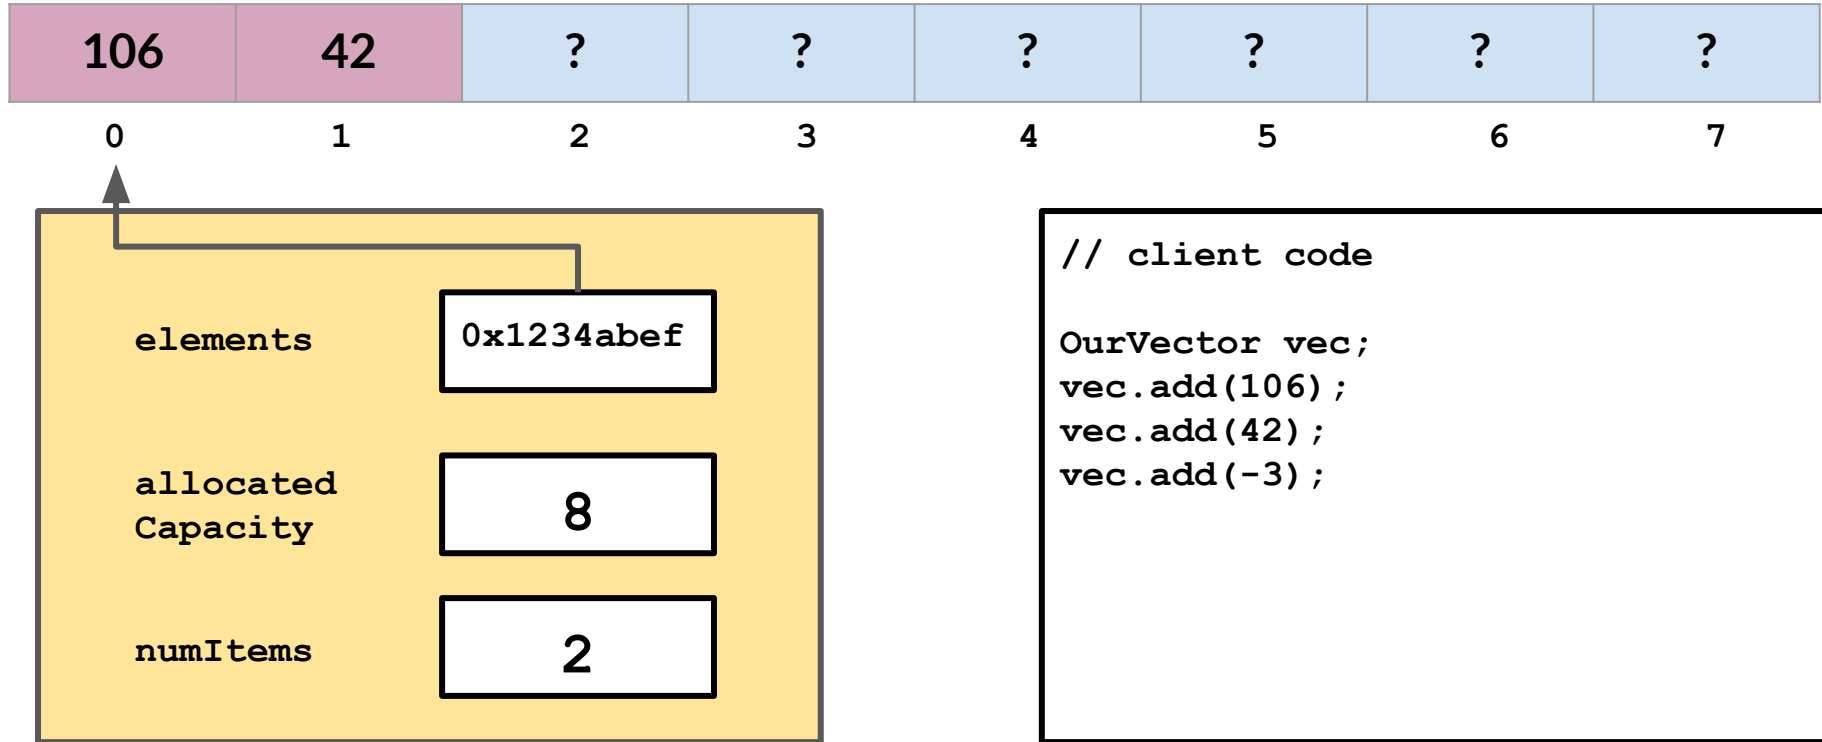 106 42 ? ? ? ? ? ?
0 1 2 3 4 5 6 7
elements 0x1234abef
allocated
Capacity 8
numItems 2
// client code
OurVector vec;
vec.add(106);
vec.add(42);
vec.add(-3);